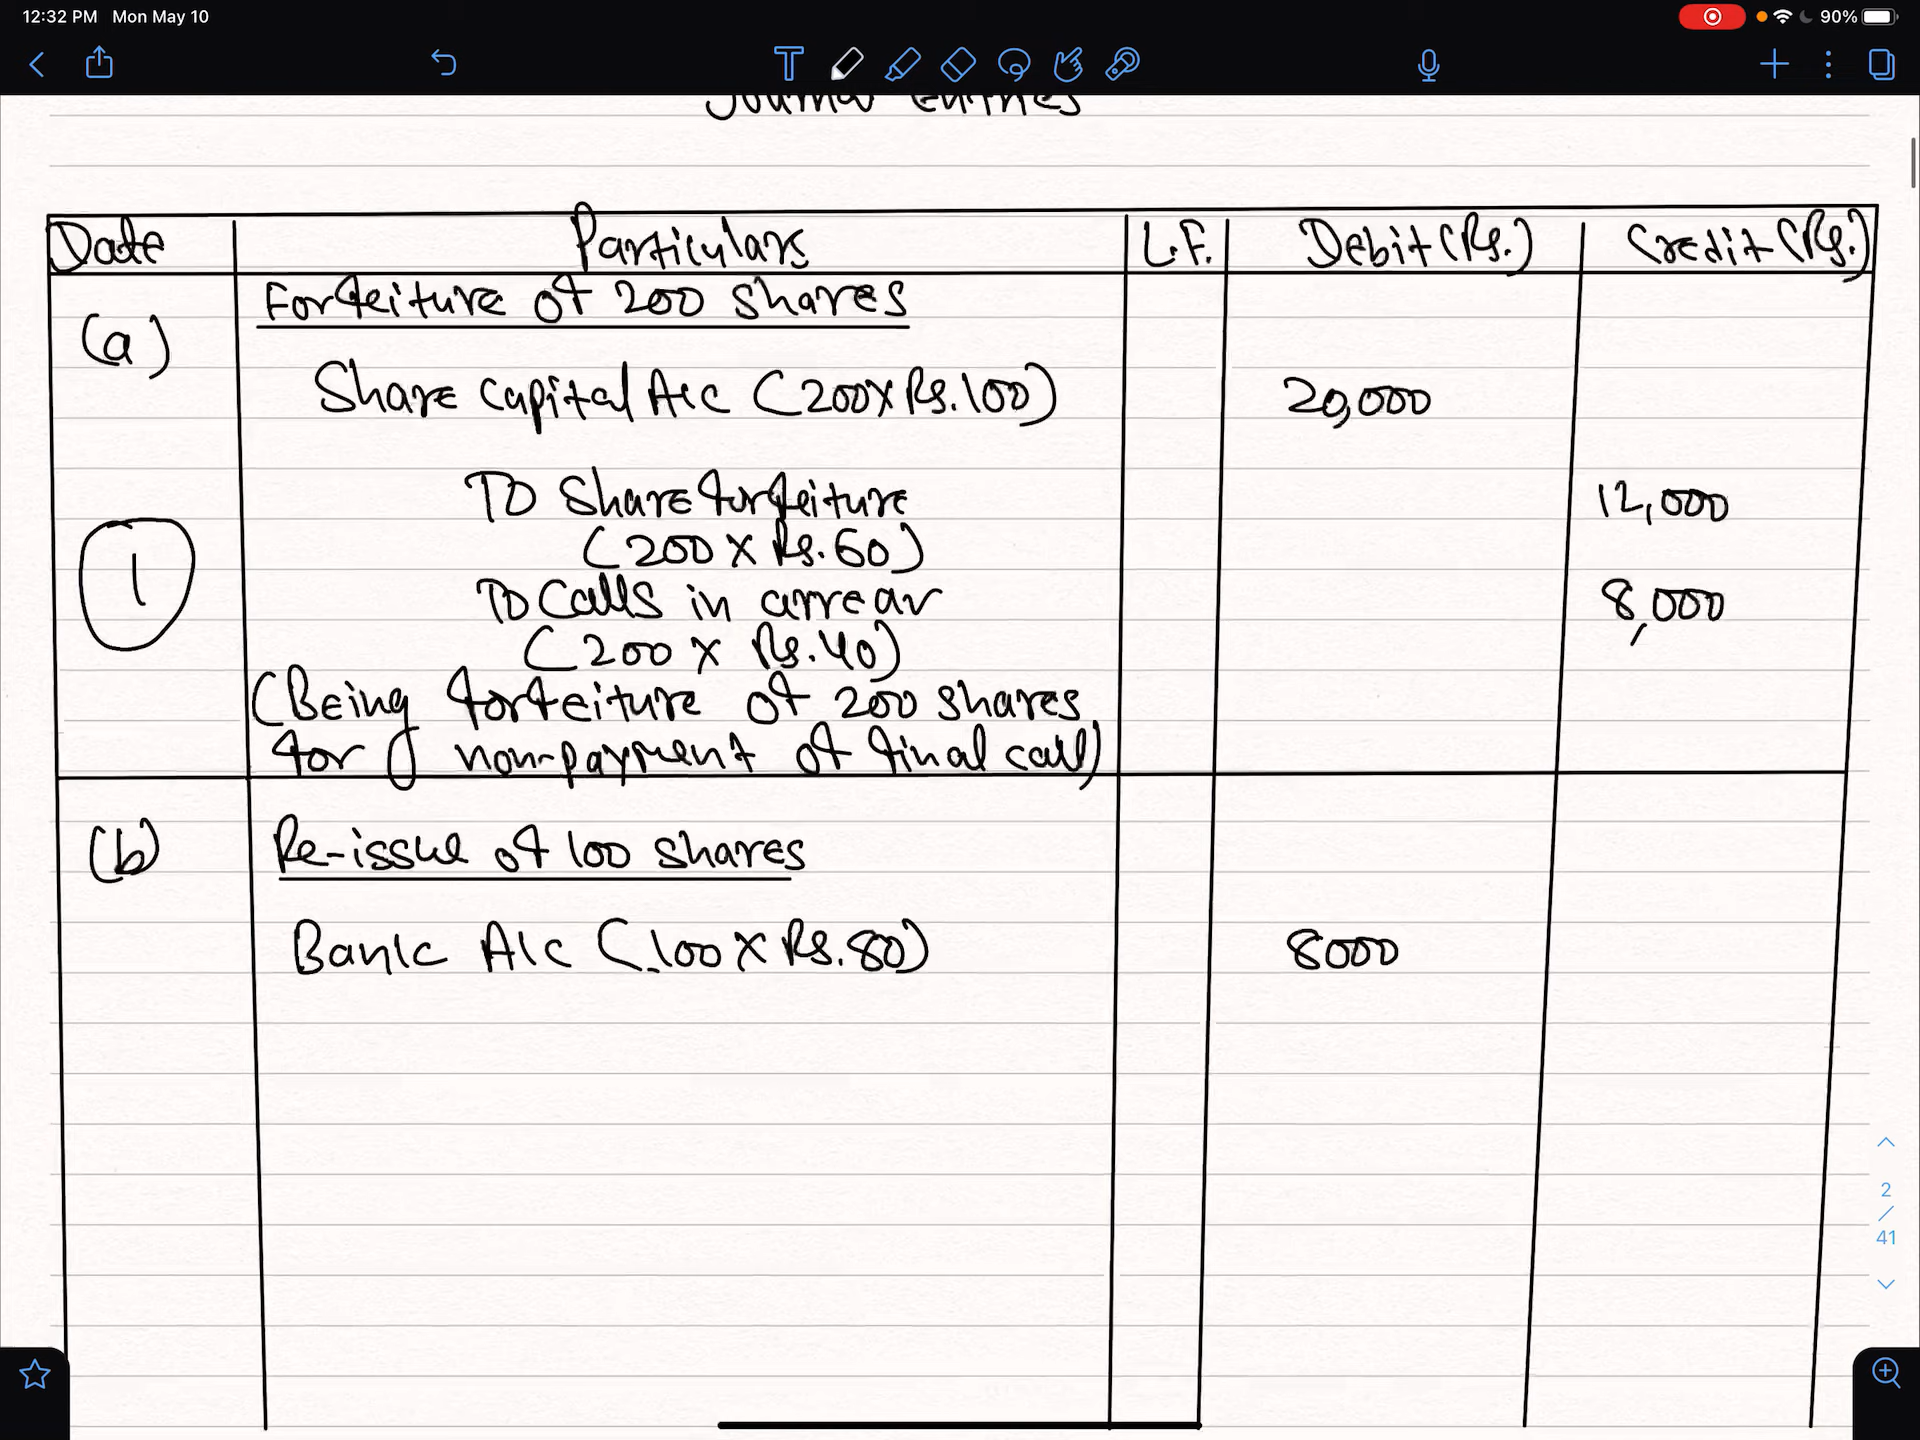 12:32 PM Mon May 10
90%
Journal Entries
Date Particulars L.F. Debit (Rs.) Credit (Rs.)
(a) Forfeiture of 200 shares
Share capital A/c (200 x Rs. 100) 20,000
To Share forfeiture 12,000
(200 x Rs. 60)
1
To Calls in arrear 8,000
(200 x Rs. 40)
(Being forfeiture of 200 shares
for non-payment of final call)
(b) Re-issue of 100 shares
Bank A/c (100 x Rs. 80) 8000
2
/
41